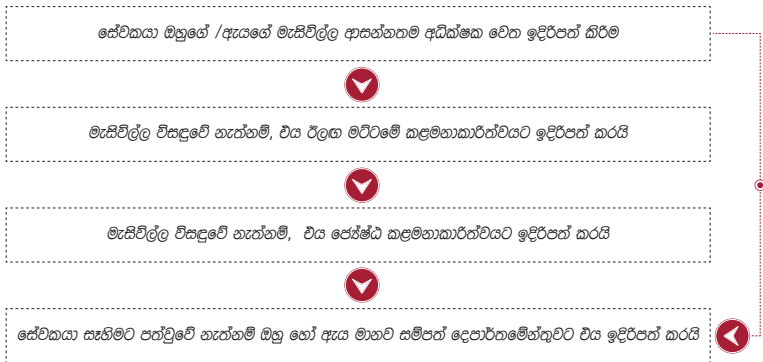 සේවකයා ඔහුගේ /ඇයගේ මැසිවිල්ල ආසන්නතම අධික්ෂක වෙත ඉදිරිපත් කිරීම
මැසිවිල්ල විසඳුවේ නැත්නම්, එය ඊලඟ මට්ටමේ කළමනාකාරිත්වයට ඉදිරිපත් කරයි
මැසිවිල්ල විසඳුවේ නැත්නම්,  එය ජ්‍යේෂ්ඨ කළමනාකාරිත්වයට ඉදිරිපත් කරයි
සේවකයා සෑහිමට පත්වුවේ නැත්නම් ඔහු හෝ ඇය මානව සම්පත් දෙපාර්තමේන්තුවට එය ඉදිරිපත් කරයි